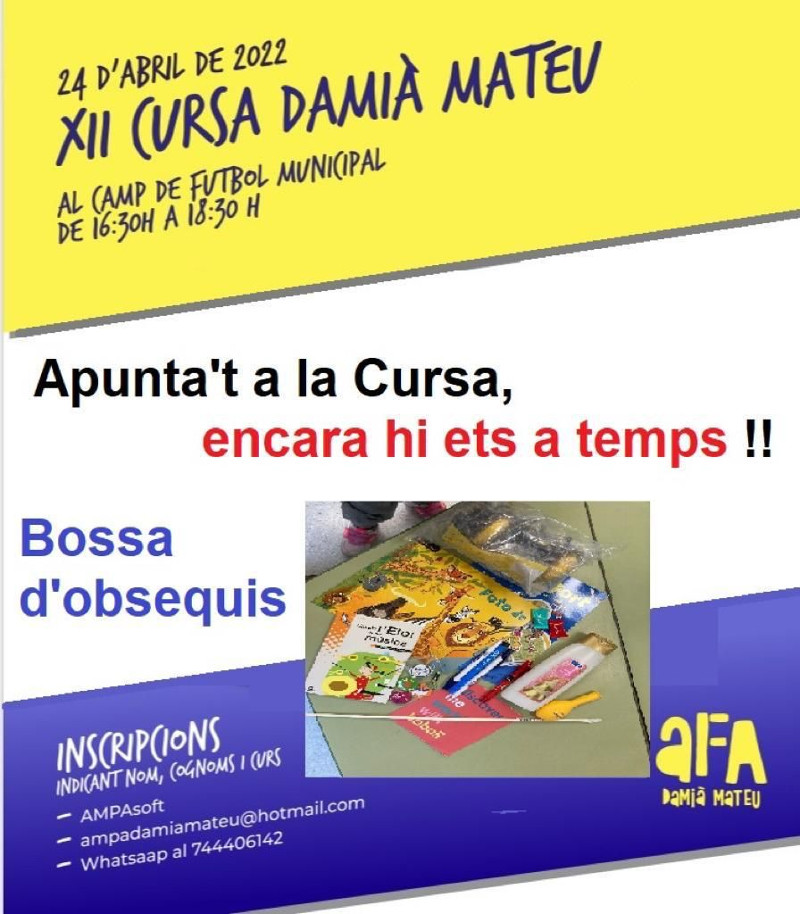 24 D'ABRIL DE 2022
XII CURSA DAMIÀ MATEU
AL CAMP DE FUTBOL MUNICIPAL
DE 16:30H A 18:30 H
Apunta't a la Cursa,
encara hi ets a temps !!
Bossa
d'obsequis
L'Eloi
música
INSCRIPCIONS
INDICANT NOM, COGNOMS I CURS
– AMPAsoft
– ampadamiamateu@hotmail.com
– Whatsaap al 744406142
aFA
DAMIÀ MATEU